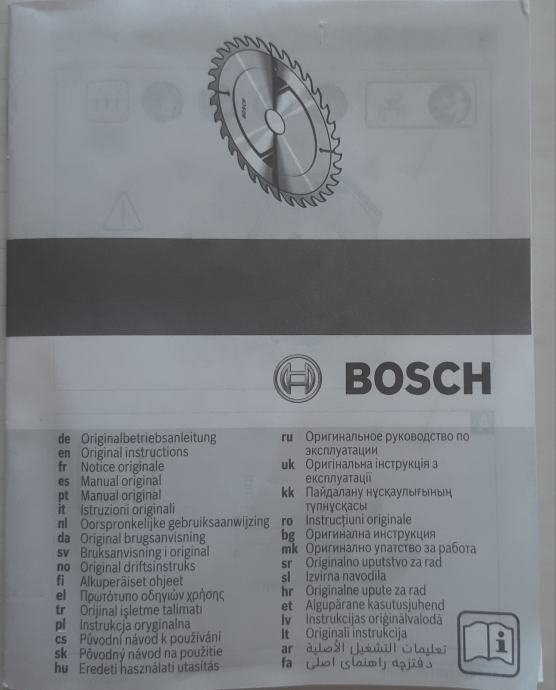 BOSCH
BOSCH
de Originalbetriebsanleitung
en Original instructions
fr Notice originale
es Manual original
pt Manual original
it Istruzioni originali
nl Oorspronkelijke gebruiksaanwijzing
da Original brugsanvisning
sv Bruksanvisning i original
no Original driftsinstruks
fi Alkuperäiset ohjeet
el Πρωτότυπο οδηγιών χρήσης
tr Orijinal işletme talimatı
pl Instrukcja oryginalna
cs Původní návod k používání
sk Pôvodný návod na použitie
hu Eredeti használati utasítás
ru Оригинальное руководство по
эксплуатации
uk Оригінальна інструкція з
експлуатації
kk Пайдалану нұсқаулығының
түпнұсқасы
ro Instrucțiuni originale
bg Оригинална инструкция
mk Оригинално упатство за работа
sr Originalno uputstvo za rad
sl Izvirna navodila
hr Originalne upute za rad
et Algupärane kasutusjuhend
lv Instrukcijas oriģinālvalodā
lt Originali instrukcija
ar تعليمات التشغيل الأصلية
fa دفترچه راهنمای اصلی